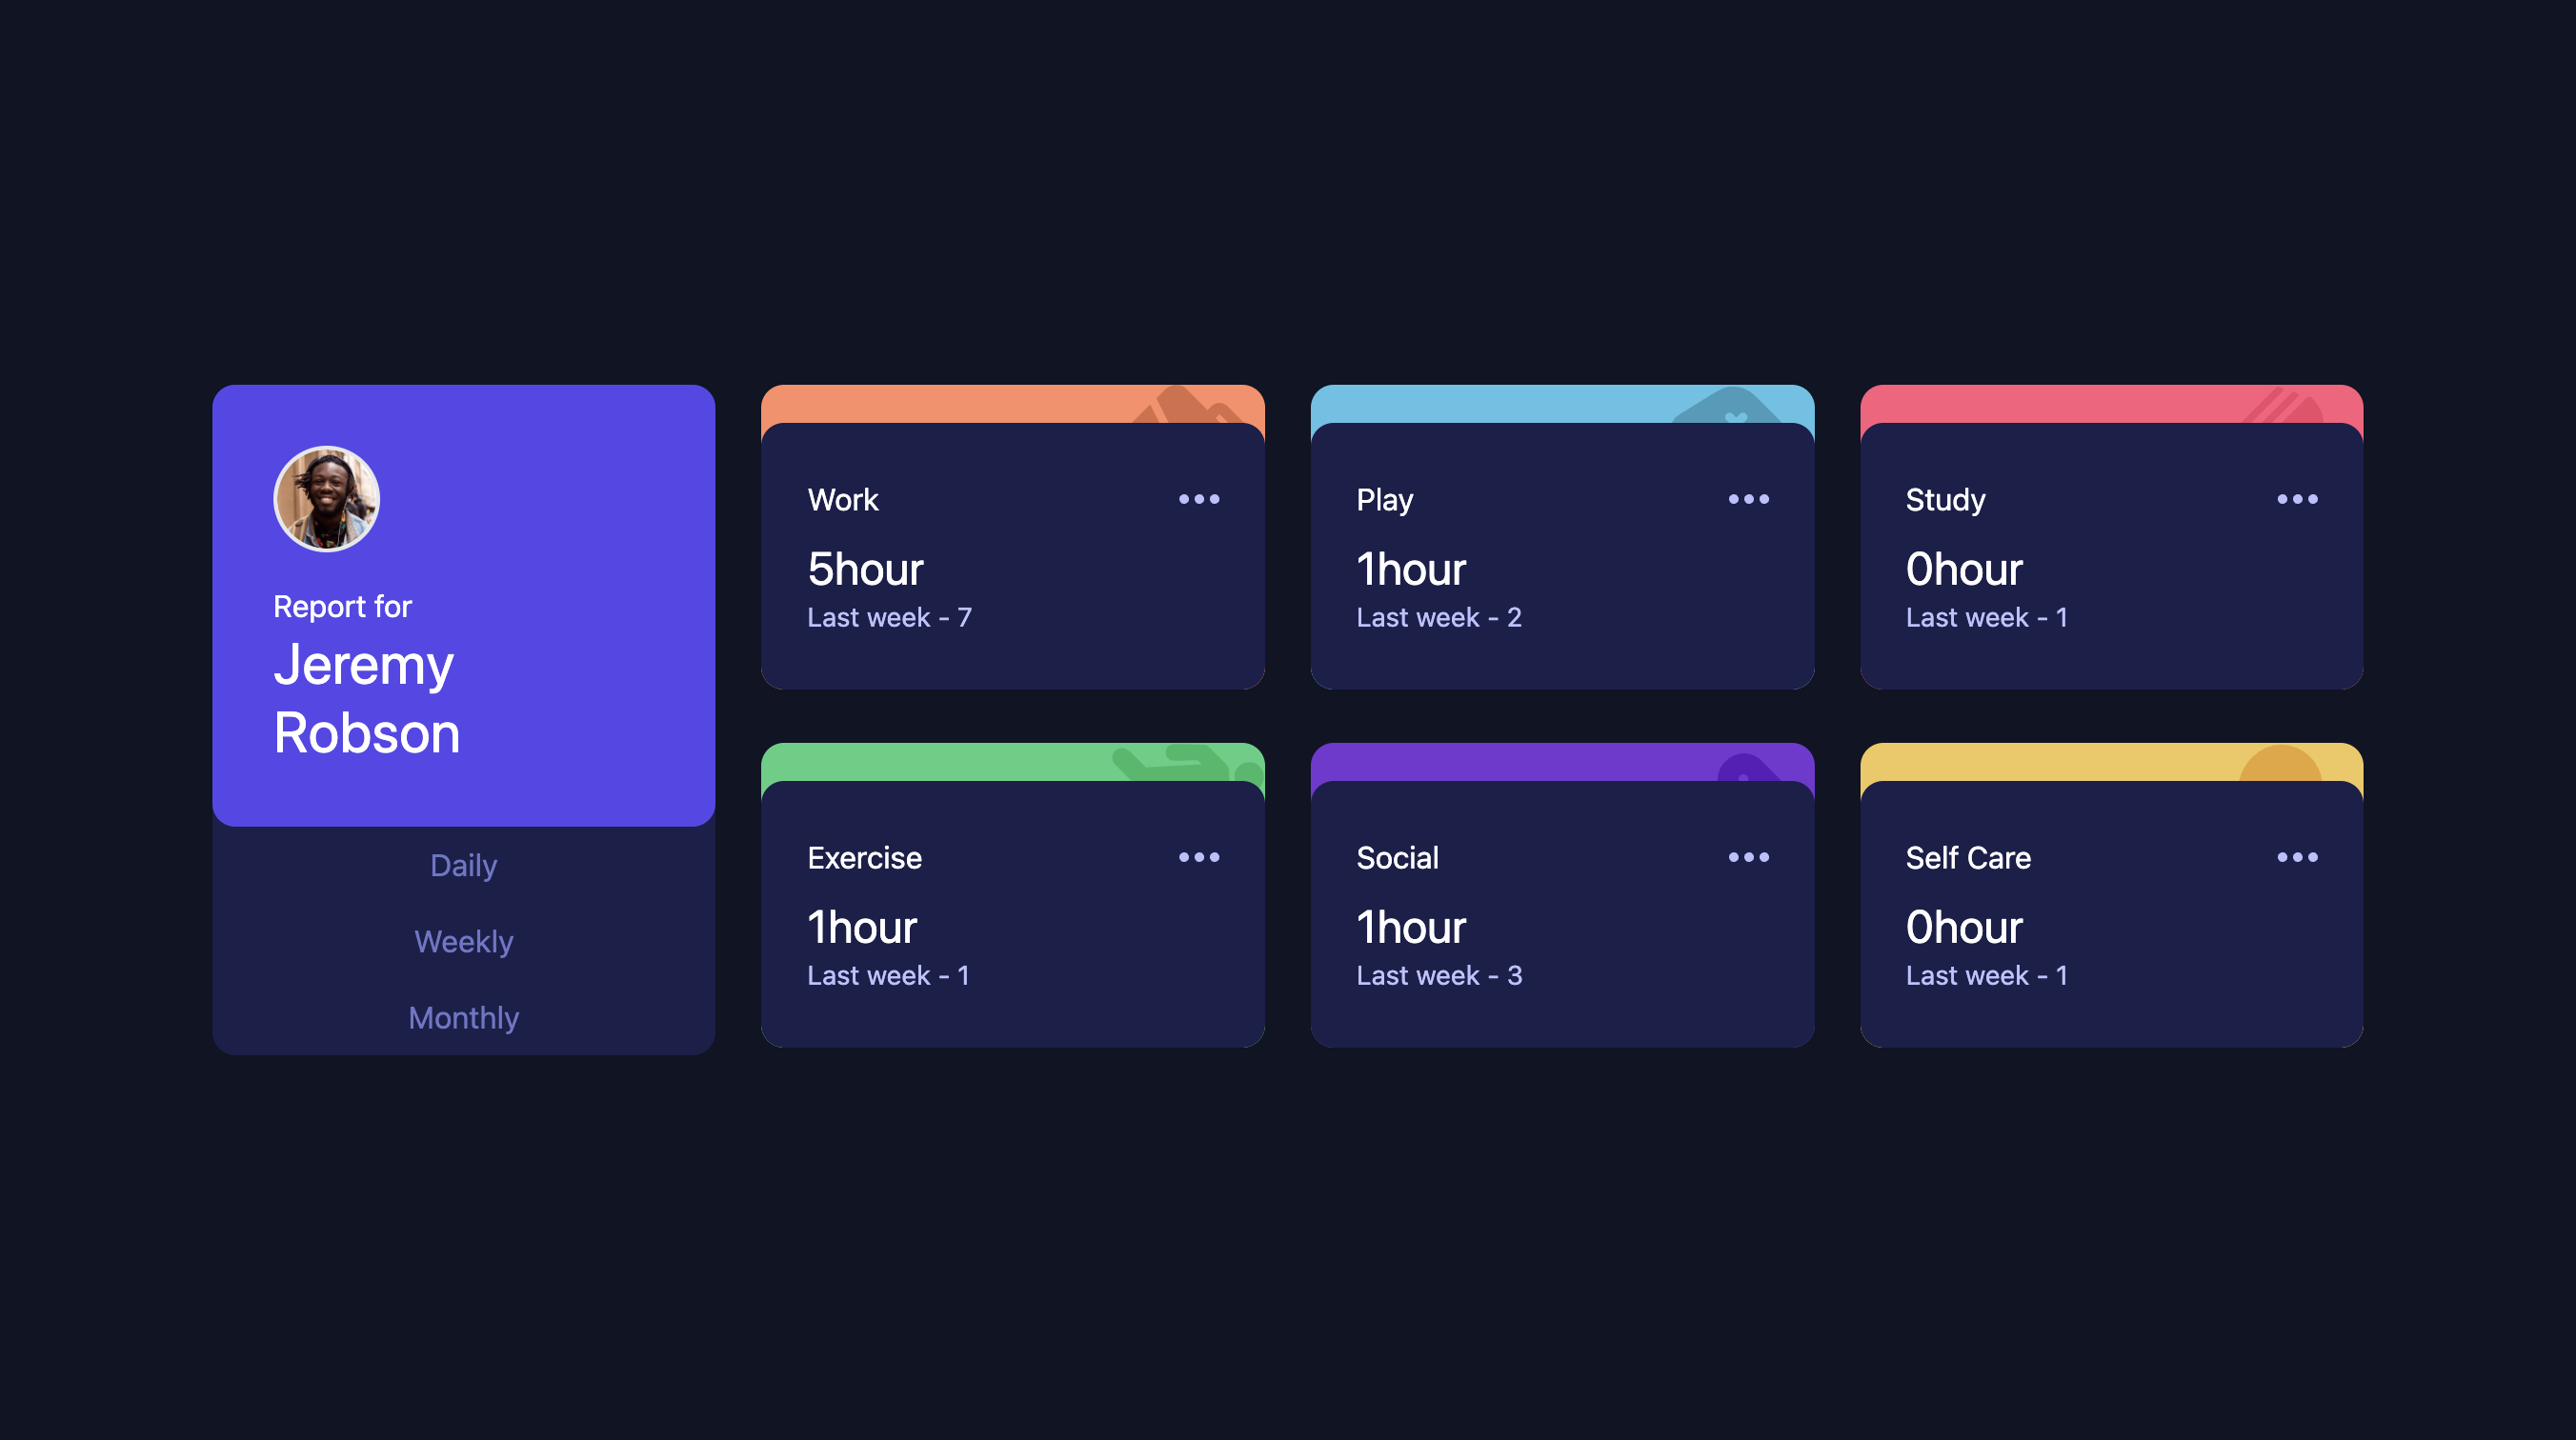 Report for
Jeremy
Robson
Daily
Weekly
Monthly
Work
5hour
Last week - 7
Play
1hour
Last week - 2
Study
0hour
Last week - 1
Exercise
1hour
Last week - 1
Social
1hour
Last week - 3
Self Care
0hour
Last week - 1